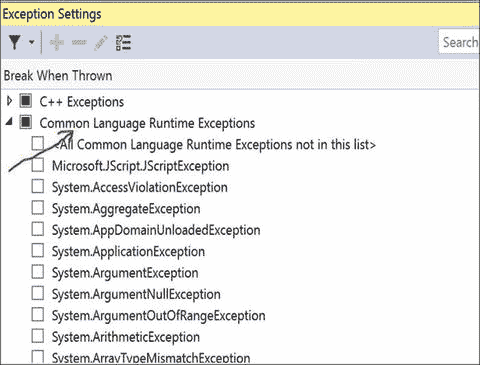 Exception Settings
Search
Break When Thrown
C++ Exceptions
Common Language Runtime Exceptions
<All Common Language Runtime Exceptions not in this list>
Microsoft.JScript.JScriptException
System.AccessViolationException
System.AggregateException
System.AppDomainUnloadedException
System.ApplicationException
System.ArgumentException
System.ArgumentNullException
System.ArgumentOutOfRangeException
System.ArithmeticException
System.ArrayTypeMismatchException